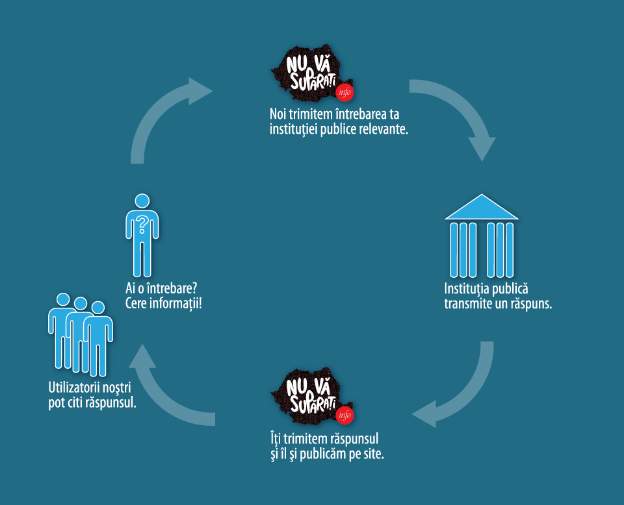 NU VĂ
SUPĂRAȚI
info
Noi trimitem întrebarea ta
instituției publice relevante.
?
Ai o întrebare?
Cere informații!
Instituția publică
transmite un răspuns.
Utilizatorii noștri
pot citi răspunsul.
NU VĂ
SUPĂRAȚI
info
Îți trimitem răspunsul
și îl și publicăm pe site.